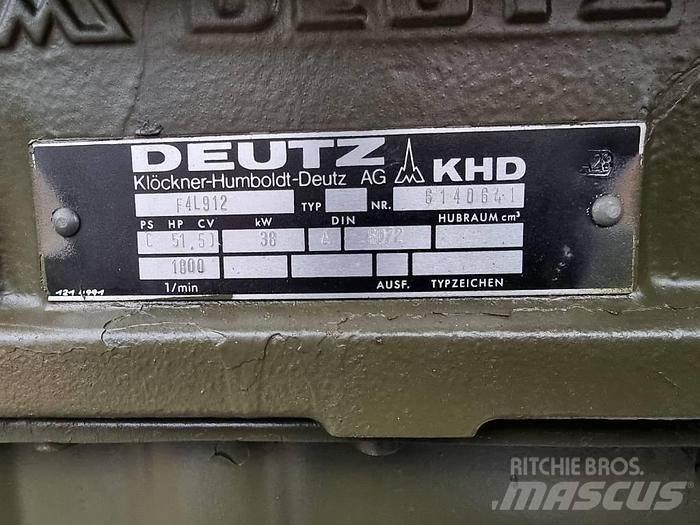 DEUTZ
DEUTZ KHD
Klöckner-Humboldt-Deutz AG
F4L912 TYP NR. 6140641
PS HP CV kW DIN HUBRAUM cm³
51,5 38 A
1800
1/min AUSF. TYPZEICHEN
RITCHIE BROS.
MASCUS